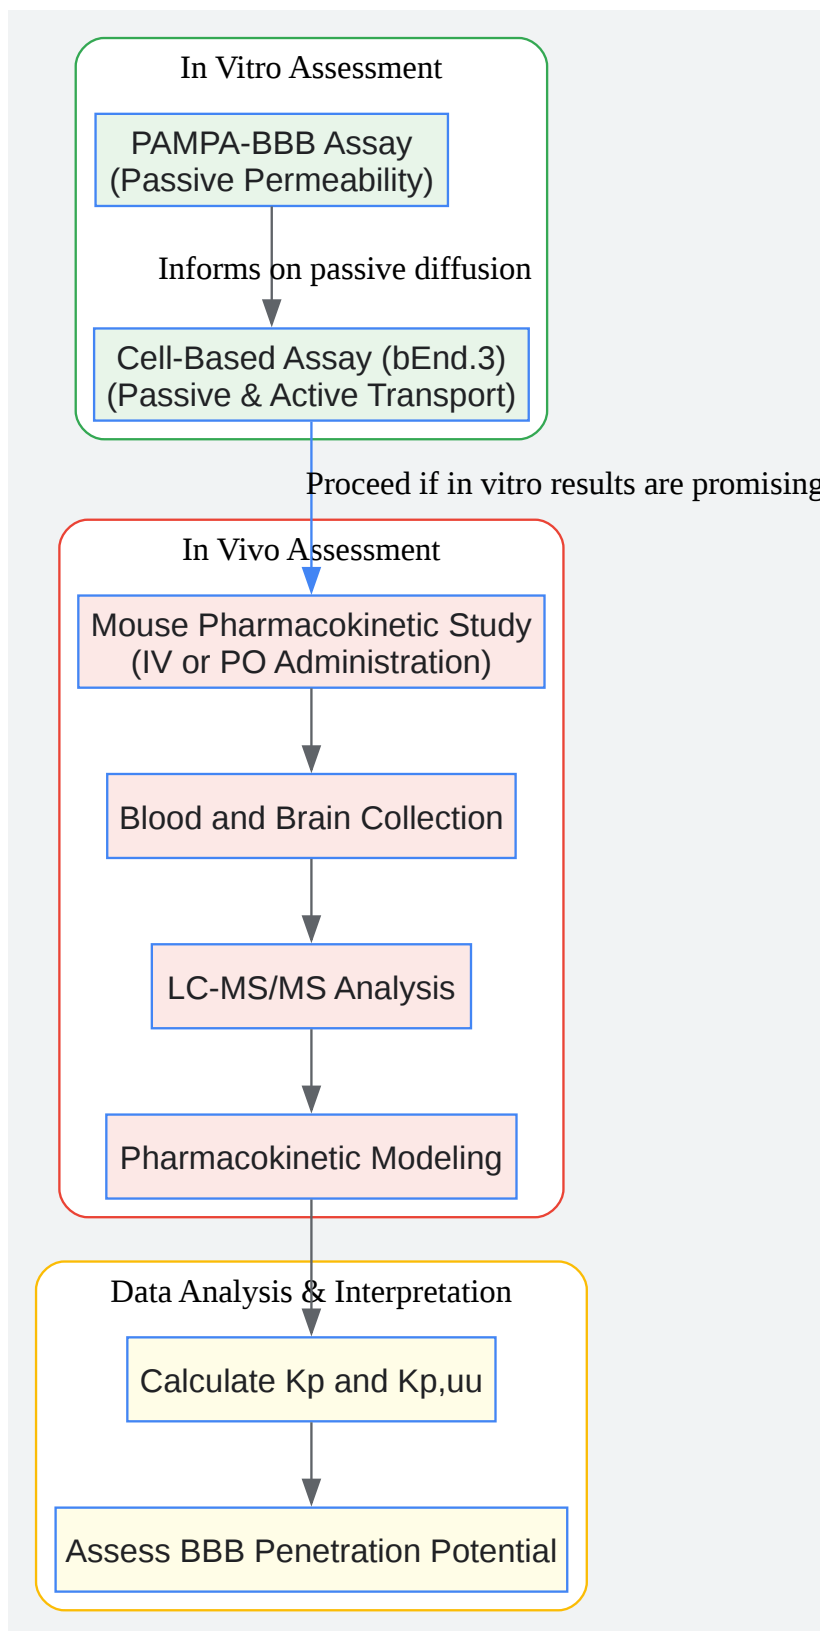 In Vitro Assessment
PAMPA-BBB Assay
(Passive Permeability)
Informs on passive diffusion
Cell-Based Assay (bEnd.3)
(Passive & Active Transport)
Proceed if in vitro results are promising
In Vivo Assessment
Mouse Pharmacokinetic Study
(IV or PO Administration)
Blood and Brain Collection
LC-MS/MS Analysis
Pharmacokinetic Modeling
Data Analysis & Interpretation
Calculate Kp and Kp,uu
Assess BBB Penetration Potential